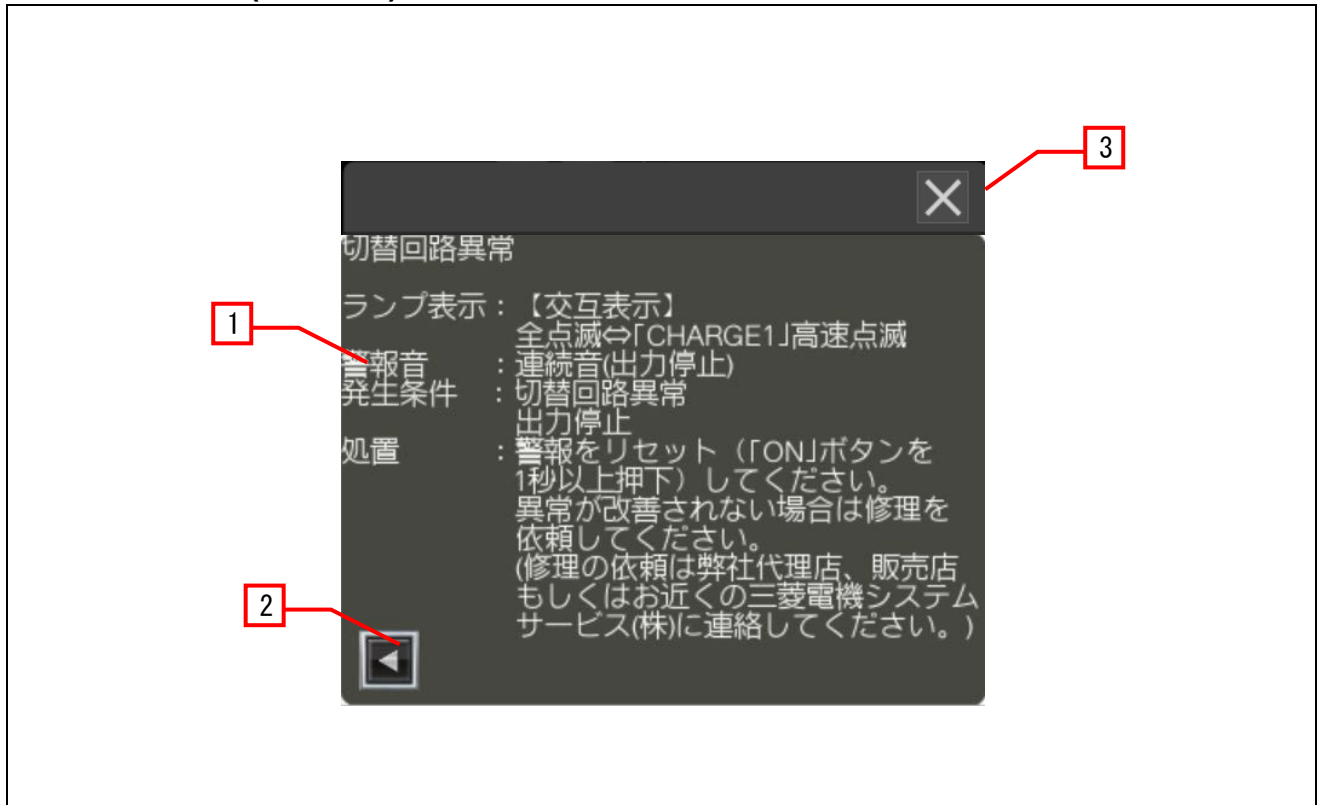 3
切替回路異常
ランプ表示：【交互表示】
全点滅⇔「CHARGE1」高速点滅
1
警報音　：連続音(出力停止)
発生条件　：切替回路異常
出力停止
処置　：警報をリセット（「ON」ボタンを
1秒以上押下）してください。
異常が改善されない場合は修理を
依頼してください。
(修理の依頼は弊社代理店、販売店
2
もしくはお近くの三菱電機システム
サービス(株)に連絡してください。)